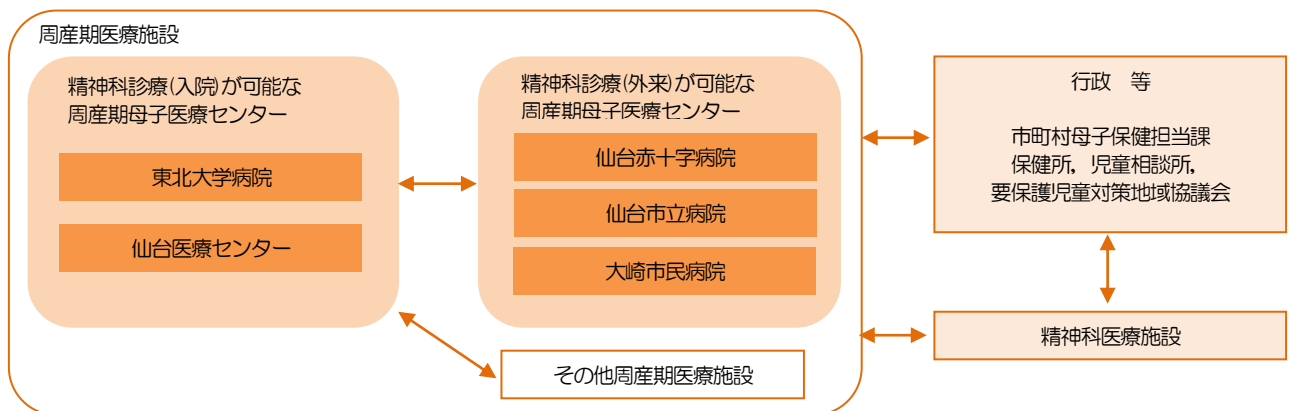 周産期医療施設
精神科診療(入院)が可能な
周産期母子医療センター
東北大学病院
仙台医療センター
精神科診療(外来)が可能な
周産期母子医療センター
仙台赤十字病院
仙台市立病院
大崎市民病院
その他周産期医療施設
行政　等
市町村母子保健担当課
保健所，児童相談所，
要保護児童対策地域協議会
精神科医療施設